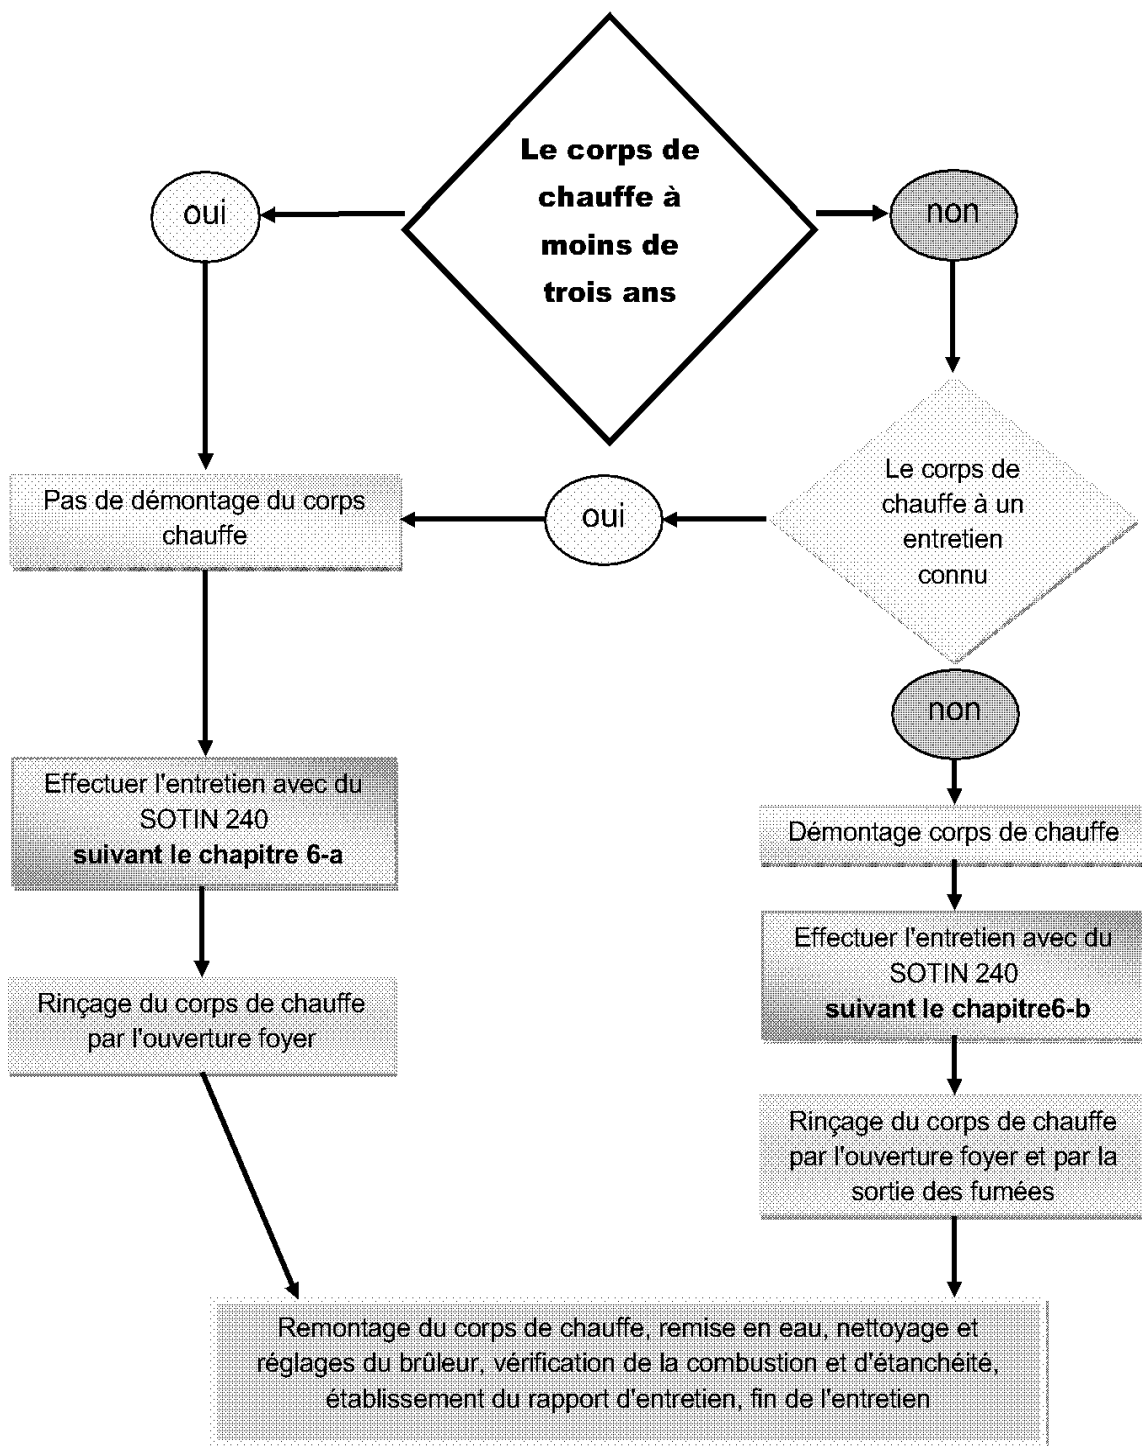 Le corps de
chauffe à
moins de
trois ans
oui
non
Le corps de
chauffe à un
entretien
connu
oui
Pas de démontage du corps
chauffe
non
Effectuer l'entretien avec du
SOTIN 240
suivant le chapitre 6-a
Démontage corps de chauffe
Effectuer l'entretien avec du
SOTIN 240
suivant le chapitre6-b
Rinçage du corps de chauffe
par l'ouverture foyer
Rinçage du corps de chauffe
par l'ouverture foyer et par la
sortie des fumées
Remontage du corps de chauffe, remise en eau, nettoyage et
réglages du brûleur, vérification de la combustion et d'étanchéité,
établissement du rapport d'entretien, fin de l'entretien